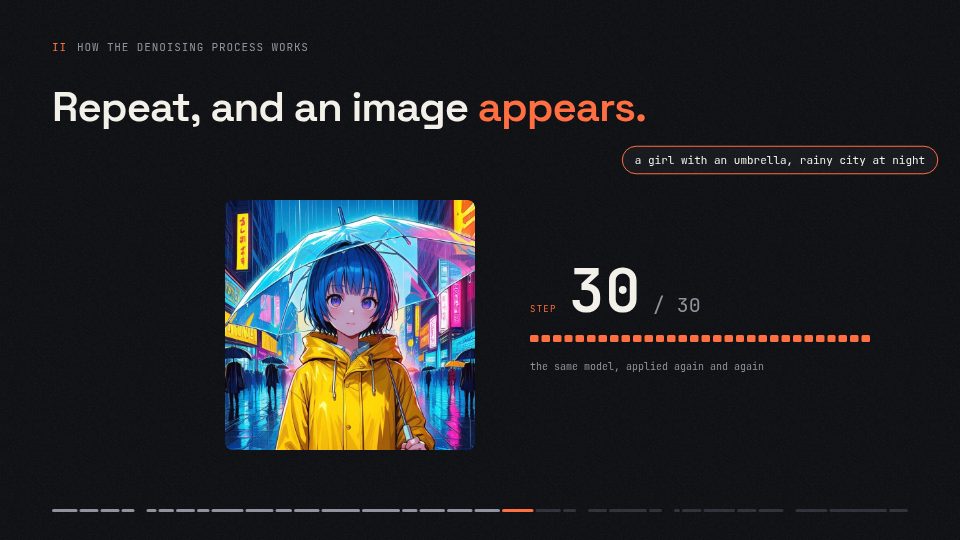 II HOW THE DENOISING PROCESS WORKS
Repeat, and an image appears.
a girl with an umbrella, rainy city at night
STEP 30 / 30
the same model, applied again and again